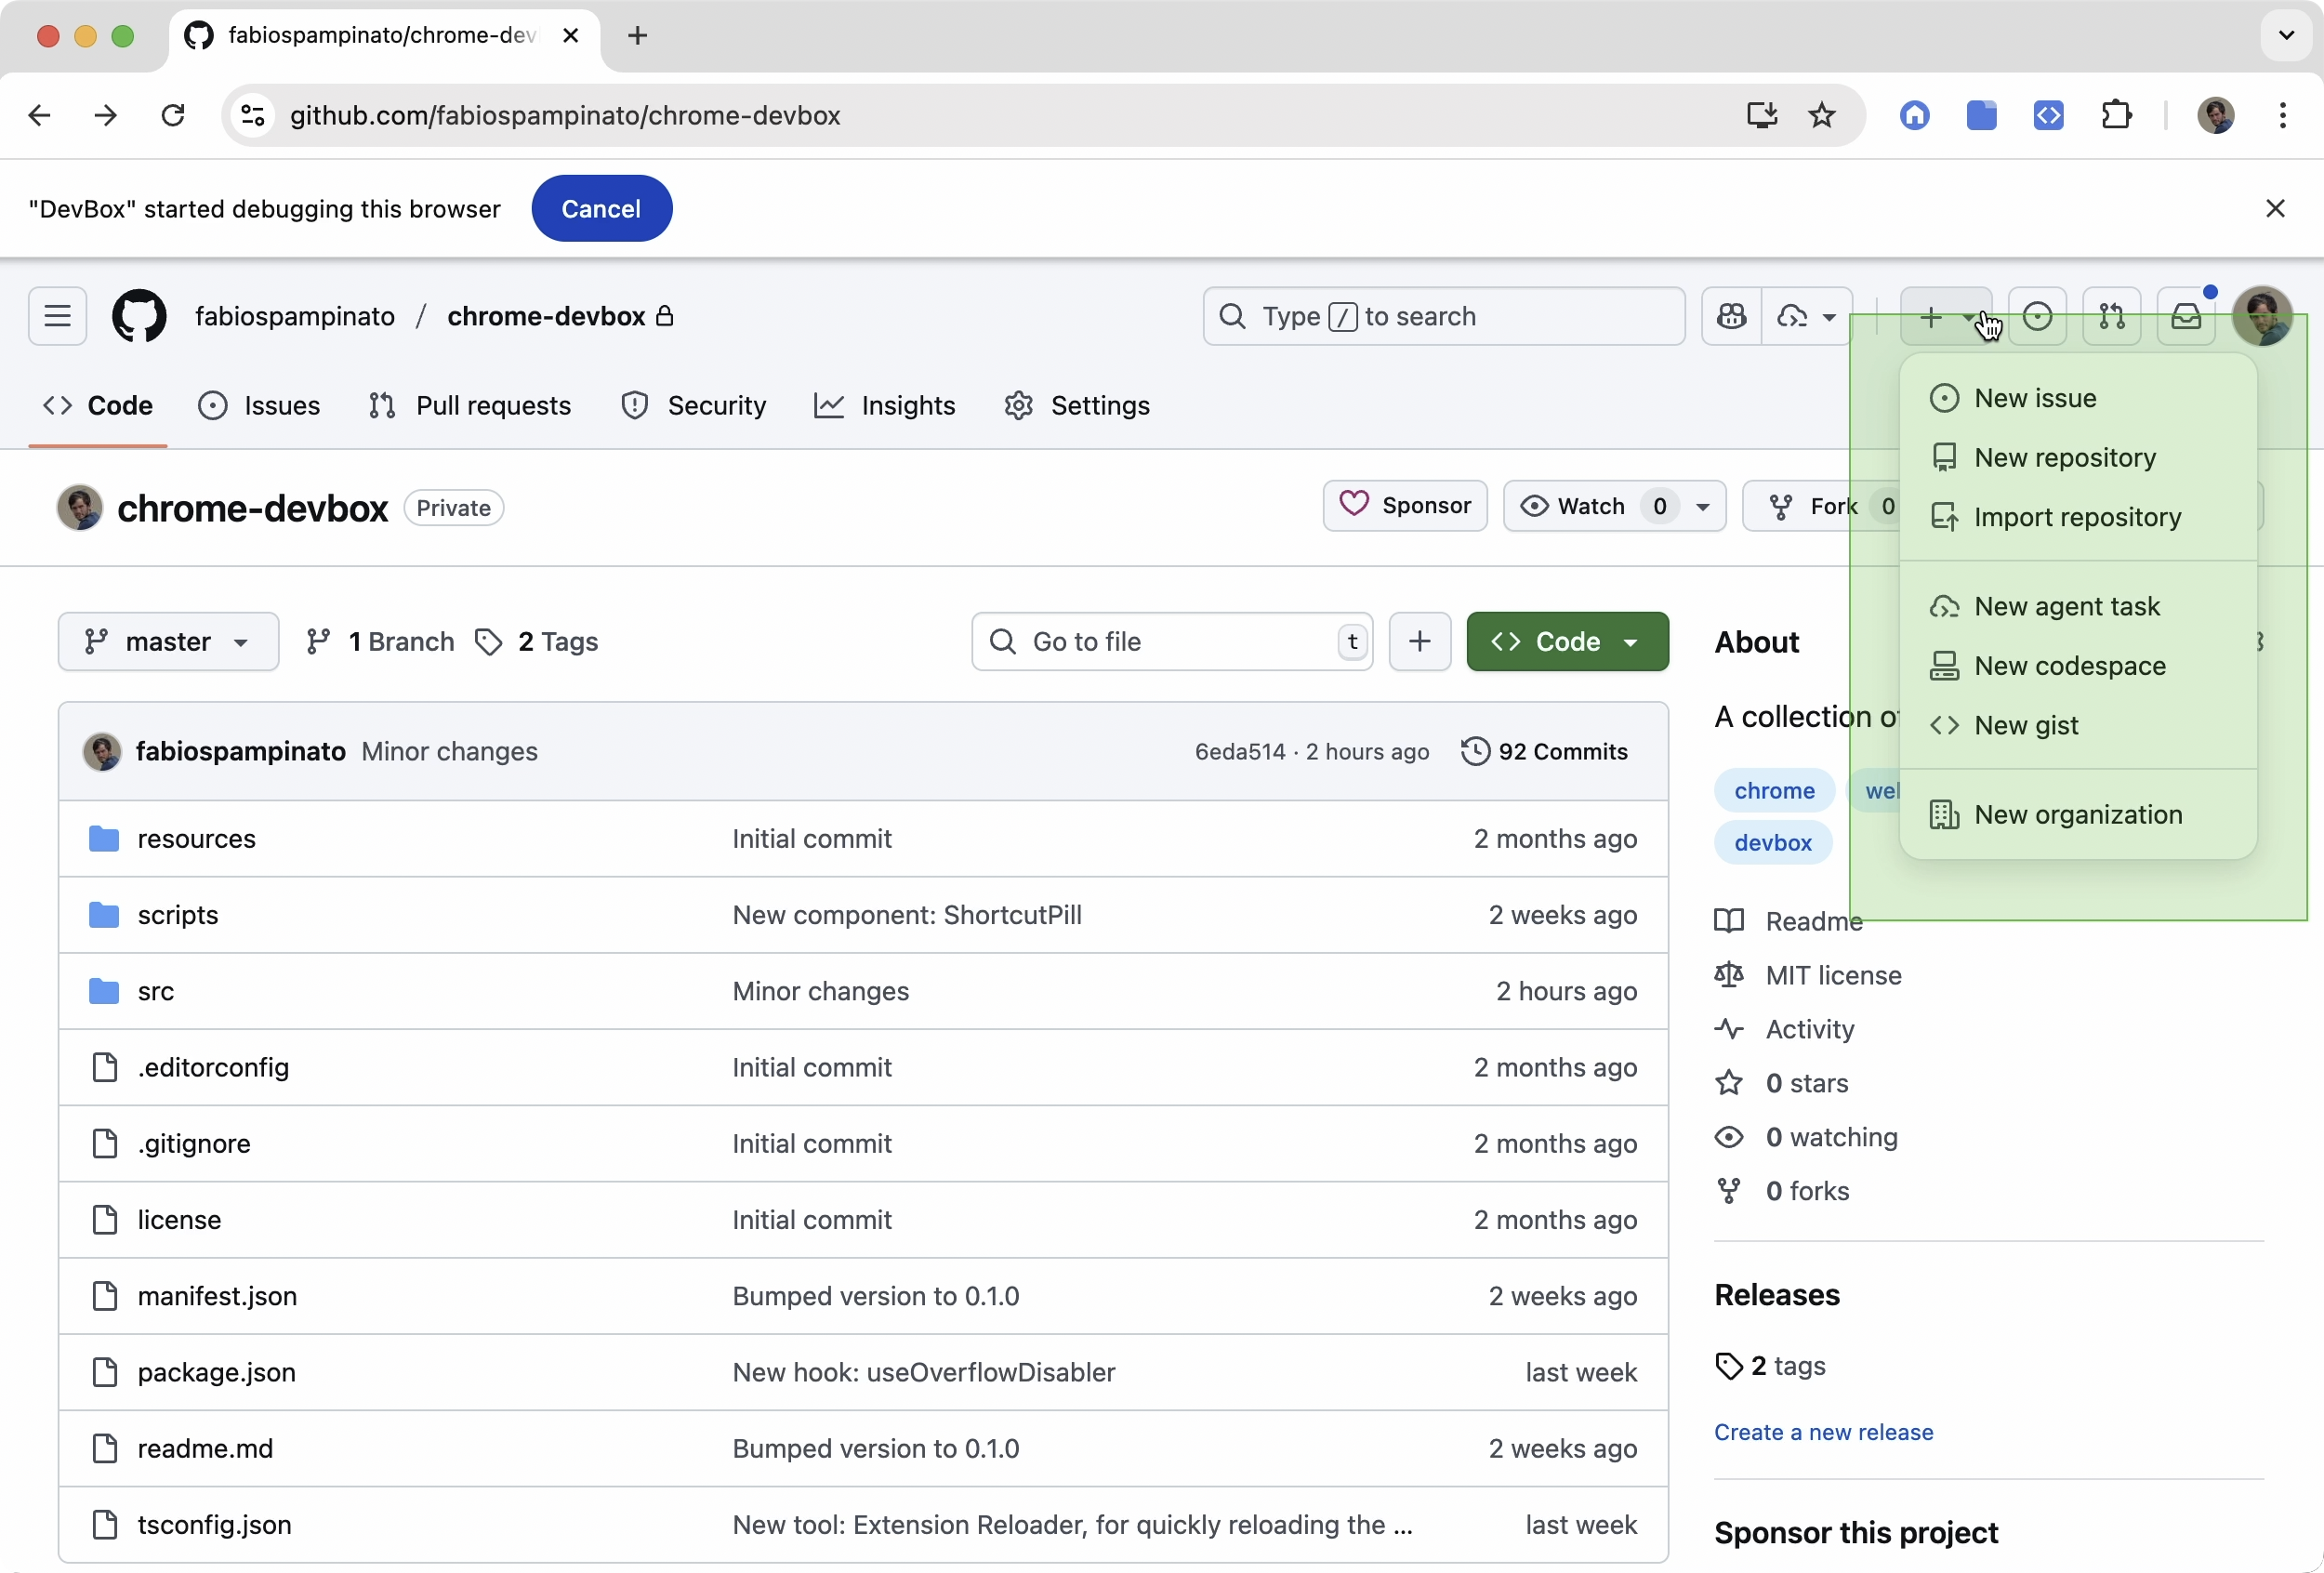 fabiospampinato/chrome-dev
github.com/fabiospampinato/chrome-devbox
"DevBox" started debugging this browser
Cancel
fabiospampinato / chrome-devbox
Type / to search
Code
Issues
Pull requests
Security
Insights
Settings
New issue
New repository
Import repository
New agent task
New codespace
New gist
New organization
chrome-devbox
Private
Sponsor
Watch 0
Fork 0
master
1 Branch
2 Tags
Go to file
t
Code
fabiospampinato Minor changes
6eda514 · 2 hours ago
92 Commits
resources Initial commit 2 months ago
scripts New component: ShortcutPill 2 weeks ago
src Minor changes 2 hours ago
.editorconfig Initial commit 2 months ago
.gitignore Initial commit 2 months ago
license Initial commit 2 months ago
manifest.json Bumped version to 0.1.0 2 weeks ago
package.json New hook: useOverflowDisabler last week
readme.md Bumped version to 0.1.0 2 weeks ago
tsconfig.json New tool: Extension Reloader, for quickly reloading the ... last week
About
A collection
chrome
devbox
Readme
MIT license
Activity
0 stars
0 watching
0 forks
Releases
2 tags
Create a new release
Sponsor this project